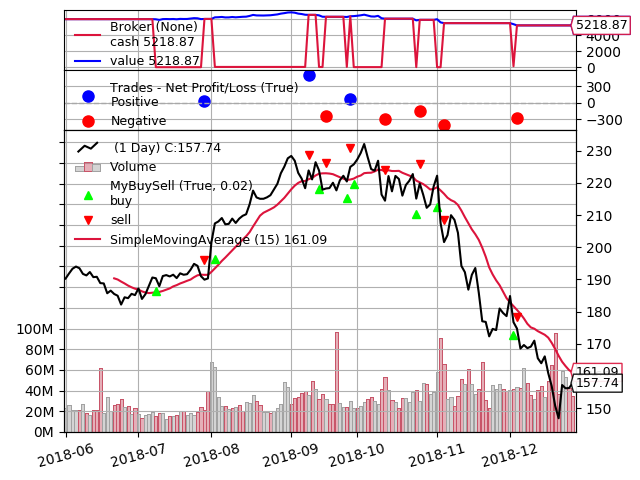 Broker (None)
cash 5218.87
value 5218.87
5218.87
4000
2000
0
Trades - Net Profit/Loss (True)
Positive
Negative
300
0
−300
(1 Day) C:157.74
Volume
MyBuySell (True, 0.02)
buy
sell
SimpleMovingAverage (15) 161.09
230
220
210
200
190
180
170
161.09
157.74
150
100M
80M
60M
40M
20M
0M
2018-06
2018-07
2018-08
2018-09
2018-10
2018-11
2018-12